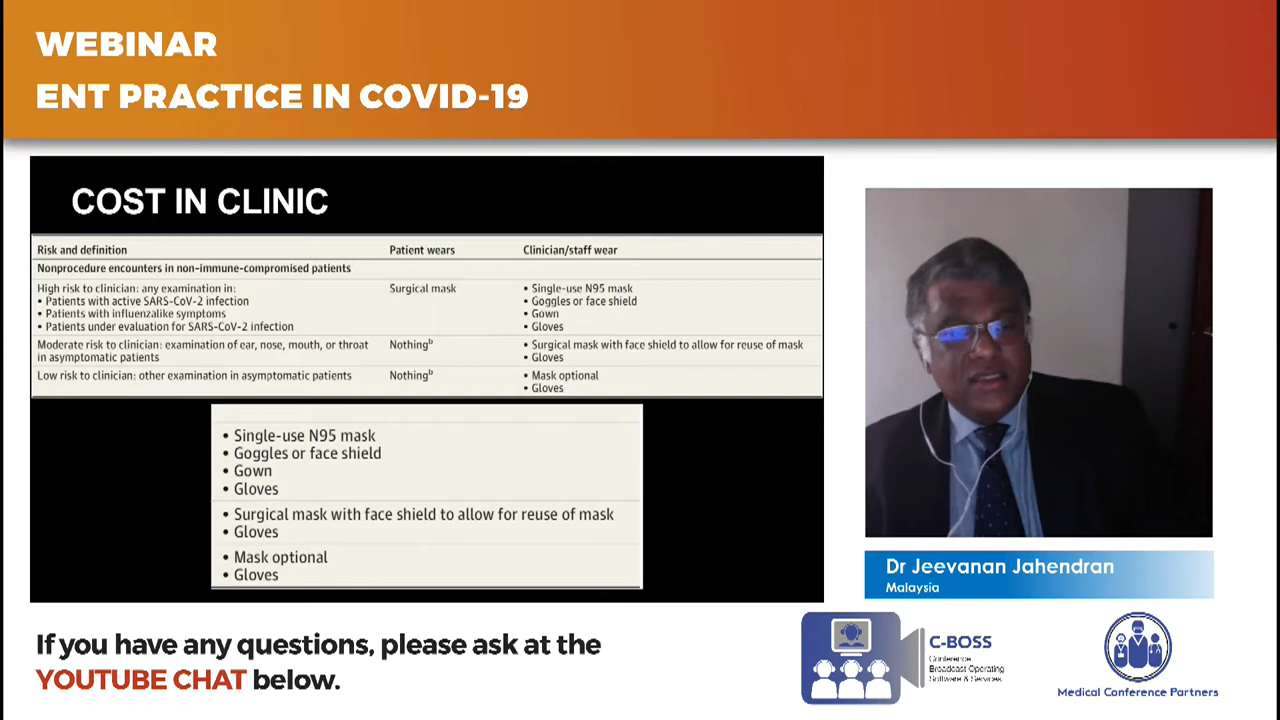 WEBINAR
ENT PRACTICE IN COVID-19
COST IN CLINIC
Risk and definition Patient wears Clinician/staff wear
Nonprocedure encounters in non-immune-compromised patients
High risk to clinician: any examination in: Surgical mask • Single-use N95 mask
• Patients with active SARS-CoV-2 infection • Goggles or face shield
• Patients with influenzalike symptoms • Gown
• Patients under evaluation for SARS-CoV-2 infection • Gloves
Moderate risk to clinician: examination of ear, nose, mouth, or throat Nothingᵇ • Surgical mask with face shield to allow for reuse of mask
in asymptomatic patients • Gloves
Low risk to clinician: other examination in asymptomatic patients Nothingᵇ • Mask optional
• Gloves
• Single-use N95 mask
• Goggles or face shield
• Gown
• Gloves
• Surgical mask with face shield to allow for reuse of mask
• Gloves
• Mask optional
• Gloves
Dr Jeevanan Jahendran
Malaysia
If you have any questions, please ask at the
YOUTUBE CHAT below.
C-BOSS
Conference
Broadcast Operating
Software & Services
Medical Conference Partners